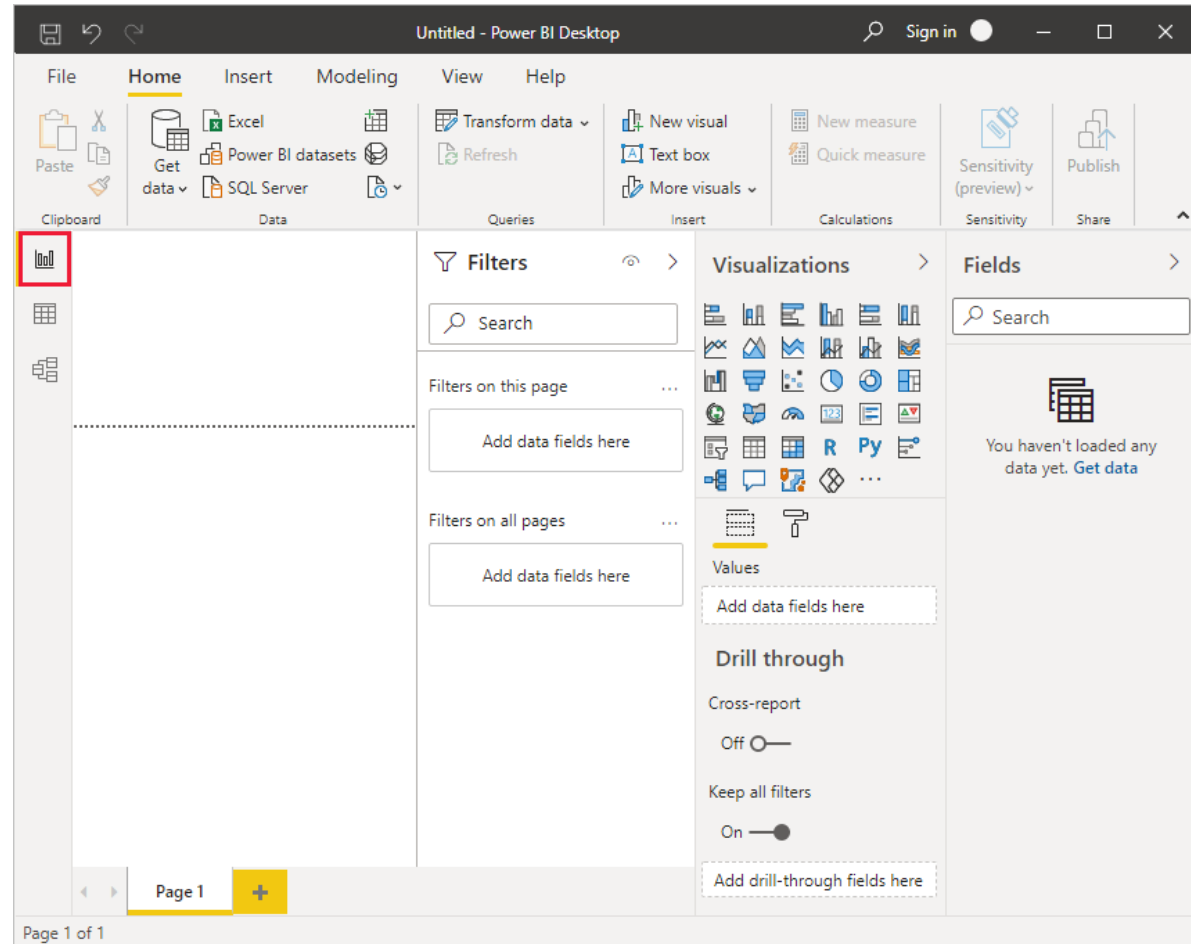 Untitled - Power BI Desktop
Sign in
File Home Insert Modeling View Help
Paste
Clipboard
Get
data
Excel
Power BI datasets
SQL Server
Data
Transform data
Refresh
Queries
New visual
Text box
More visuals
Insert
New measure
Quick measure
Calculations
Sensitivity
(preview)
Sensitivity
Publish
Share
Filters
Search
Filters on this page
...
Add data fields here
Filters on all pages
...
Add data fields here
Visualizations
123
R Py
...
Values
Add data fields here
Drill through
Cross-report
Off
Keep all filters
On
Add drill-through fields here
Fields
Search
You haven't loaded any
data yet. Get data
Page 1
+
Page 1 of 1